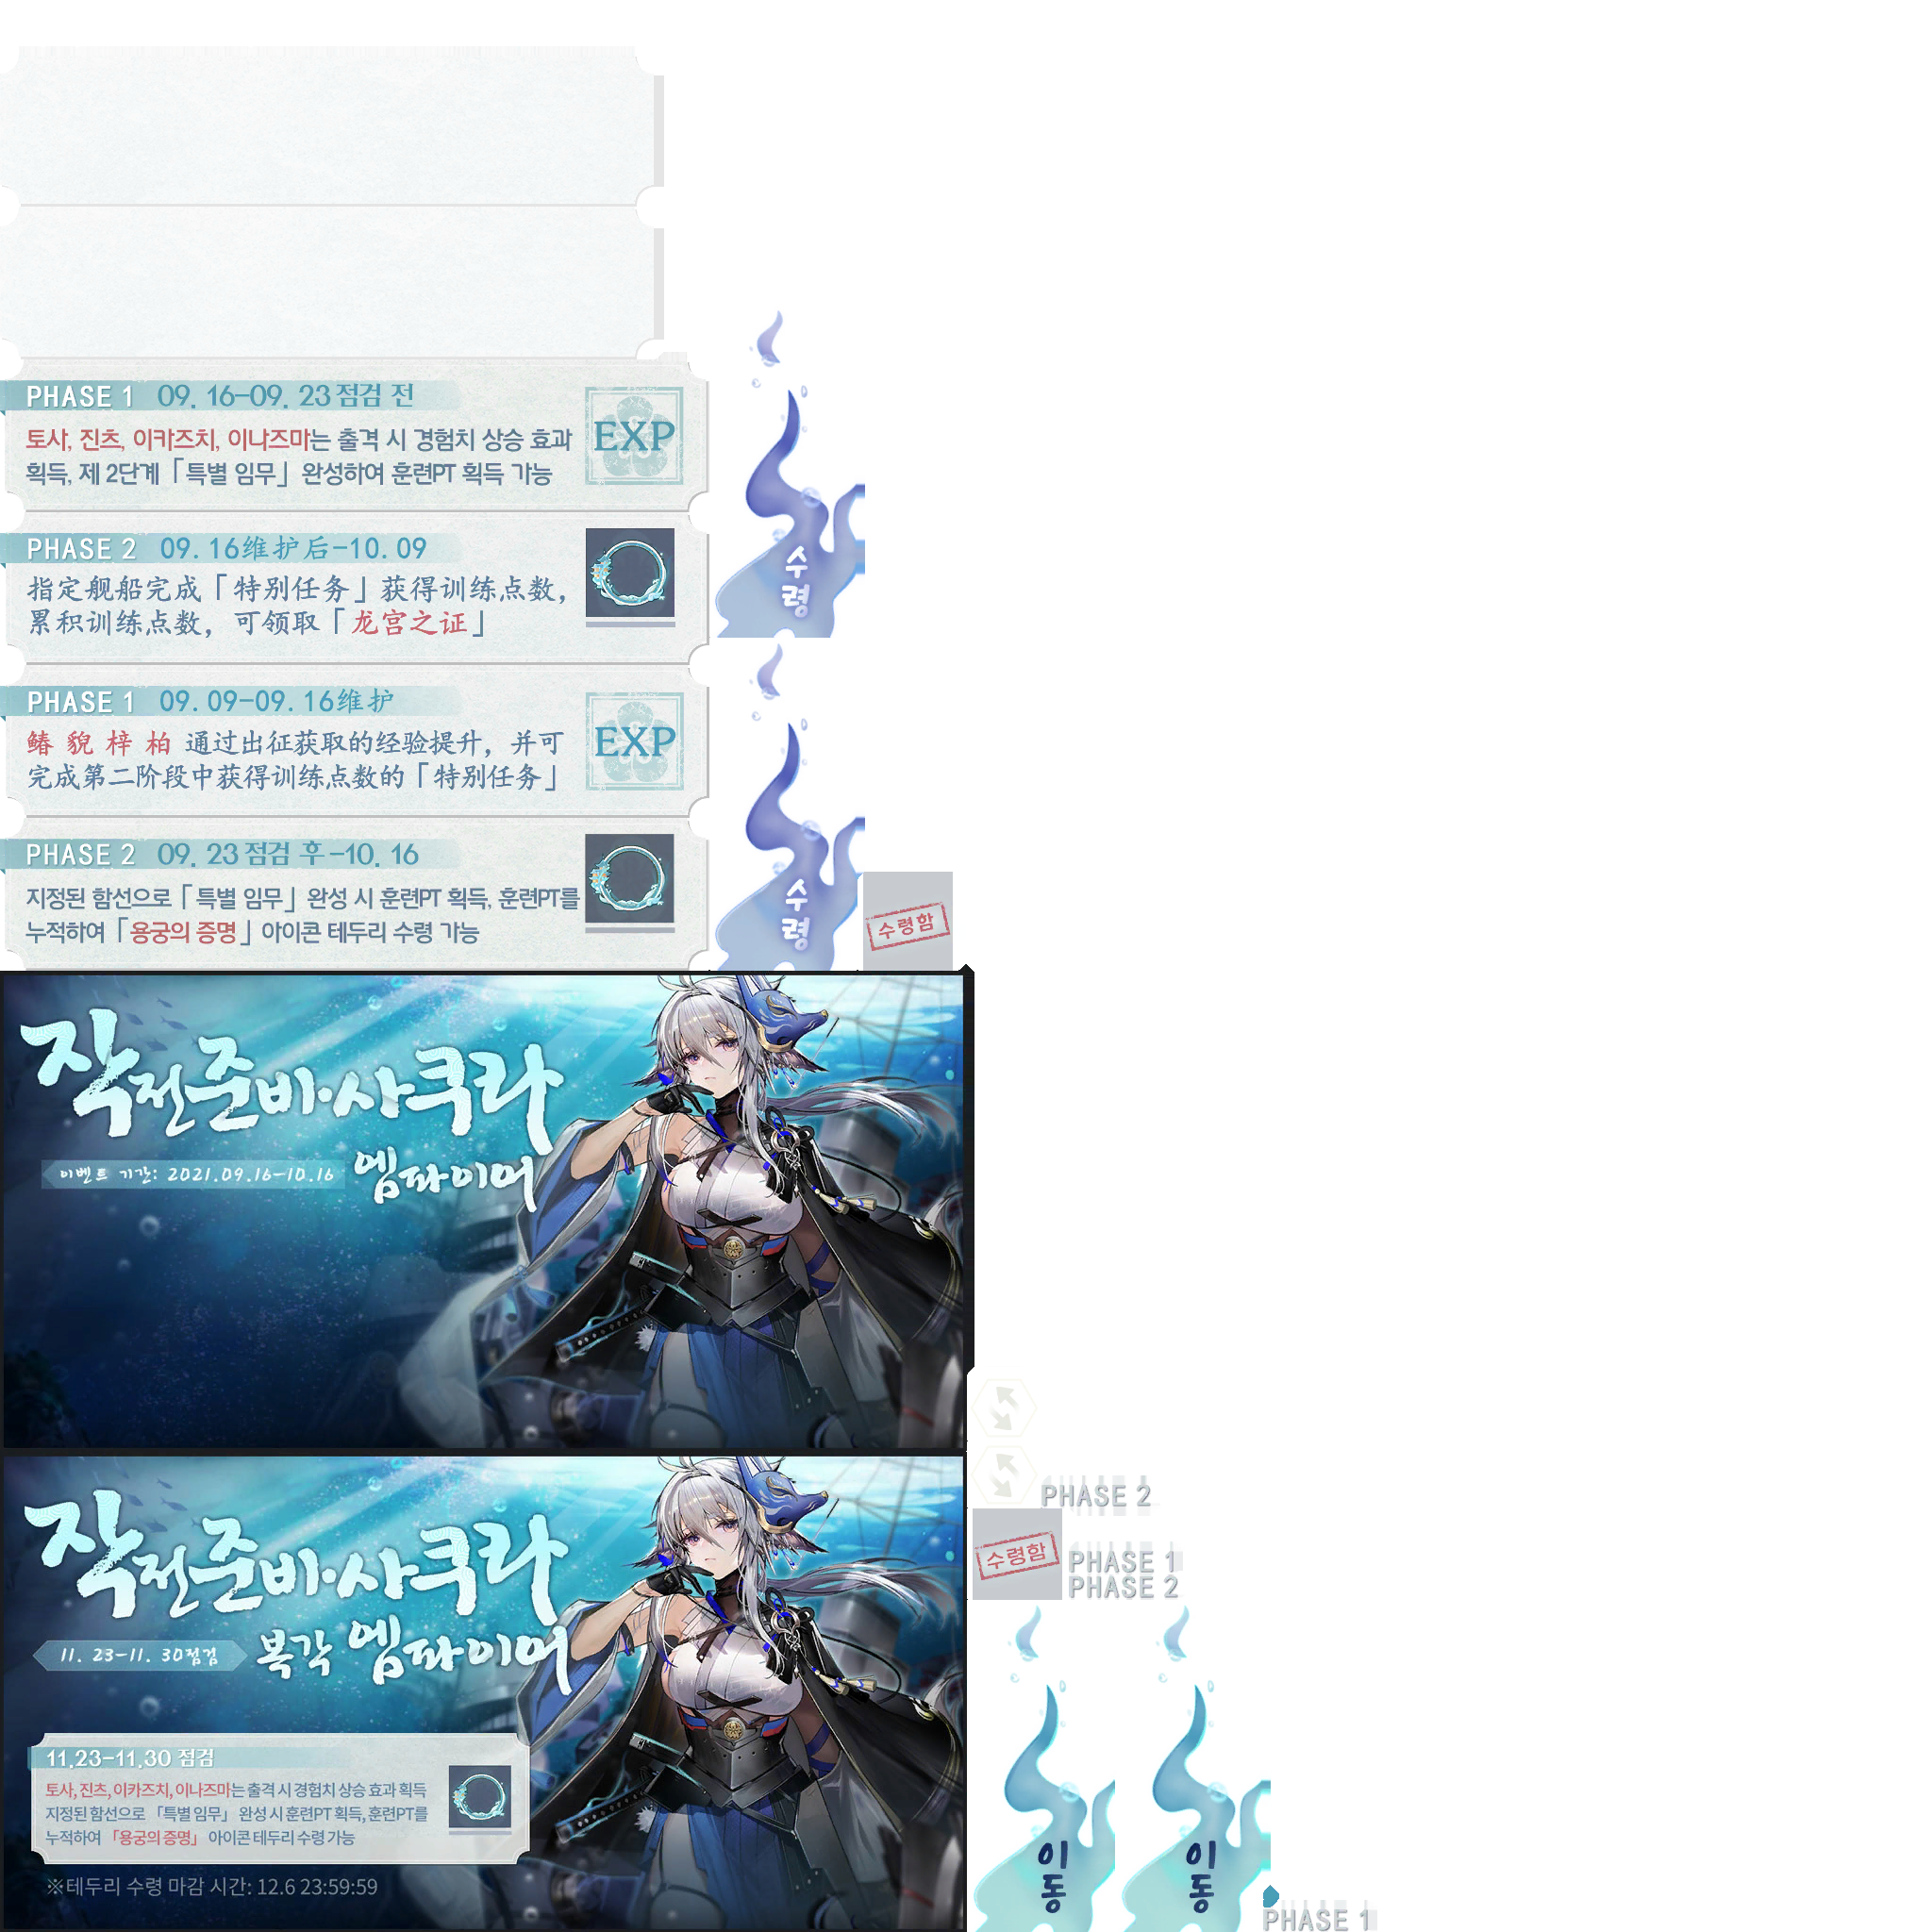 PHASE 1 09. 16-09. 23 점검 전
토사, 진츠, 이카즈치, 이나즈마는 출격 시 경험치 상승 효과
획득, 제 2단계「특별 임무」 완성하여 훈련PT 획득 가능
EXP
수령
PHASE 2 09. 16维护后-10. 09
指定舰船完成「特别任务」获得训练点数,
累积训练点数, 可领取「龙宫之证」
PHASE 1 09. 09-09. 16维护
鰆 貌 梓 柏 通过出征获取的经验提升, 并可
完成第二阶段中获得训练点数的「特别任务」
EXP
수령
PHASE 2 09. 23 점검 후-10. 16
지정된 함선으로「특별 임무」완성 시 훈련PT 획득, 훈련PT를
누적하여「용궁의 증명」아이콘 테두리 수령 가능
수령함
작전준비·사쿠라
엠파이어
이벤트 기간: 2021.09.16-10.16
작전준비·사쿠라
복각 엠파이어
11. 23-11. 30점검
11.23-11.30 점검
토사, 진츠, 이카즈치, 이나즈마는 출격 시 경험치 상승 효과 획득
지정된 함선으로 「특별 임무」 완성 시 훈련PT 획득, 훈련PT를
누적하여 「용궁의 증명」 아이콘 테두리 수령 가능
※테두리 수령 마감 시간: 12.6 23:59:59
PHASE 2
수령함
PHASE 1
PHASE 2
이동
이동
PHASE 1